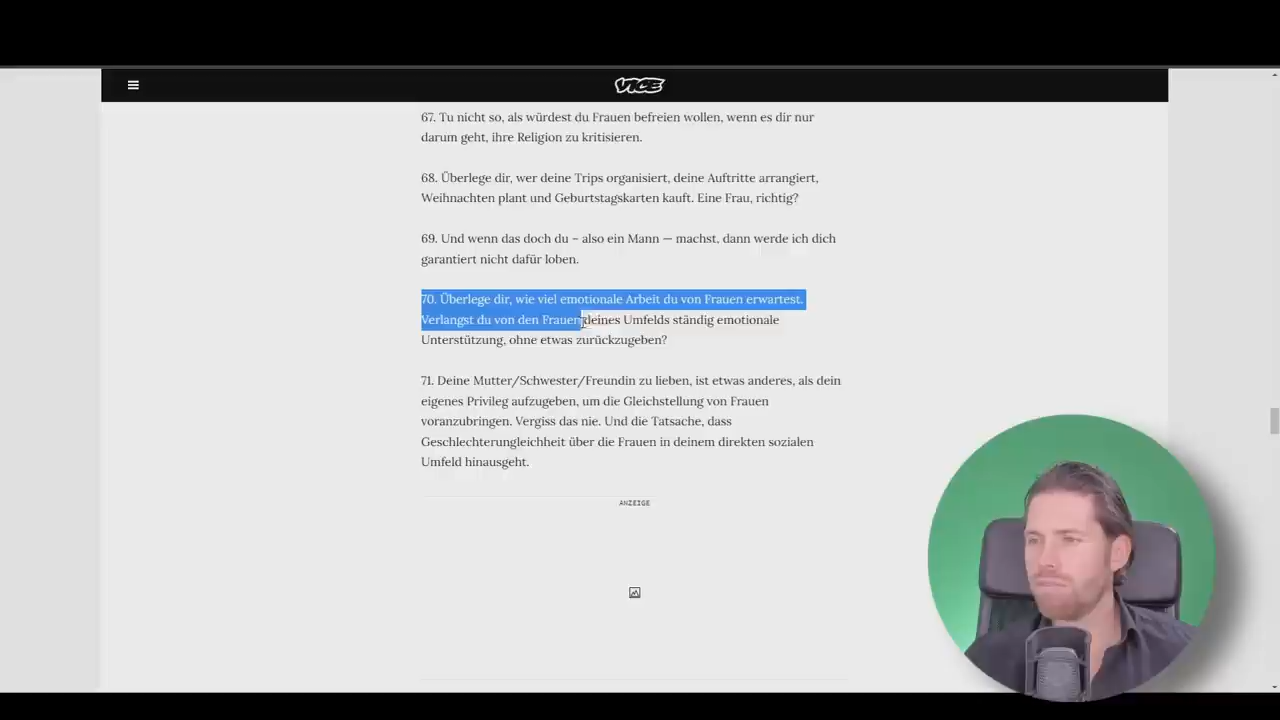 VICE
67. Tu nicht so, als würdest du Frauen befreien wollen, wenn es dir nur
darum geht, ihre Religion zu kritisieren.
68. Überlege dir, wer deine Trips organisiert, deine Auftritte arrangiert,
Weihnachten plant und Geburtstagskarten kauft. Eine Frau, richtig?
69. Und wenn das doch du – also ein Mann — machst, dann werde ich dich
garantiert nicht dafür loben.
70. Überlege dir, wie viel emotionale Arbeit du von Frauen erwartest.
Verlangst du von den Frauen deines Umfelds ständig emotionale
Unterstützung, ohne etwas zurückzugeben?
71. Deine Mutter/Schwester/Freundin zu lieben, ist etwas anderes, als dein
eigenes Privileg aufzugeben, um die Gleichstellung von Frauen
voranzubringen. Vergiss das nie. Und die Tatsache, dass
Geschlechterungleichheit über die Frauen in deinem direkten sozialen
Umfeld hinausgeht.
ANZEIGE